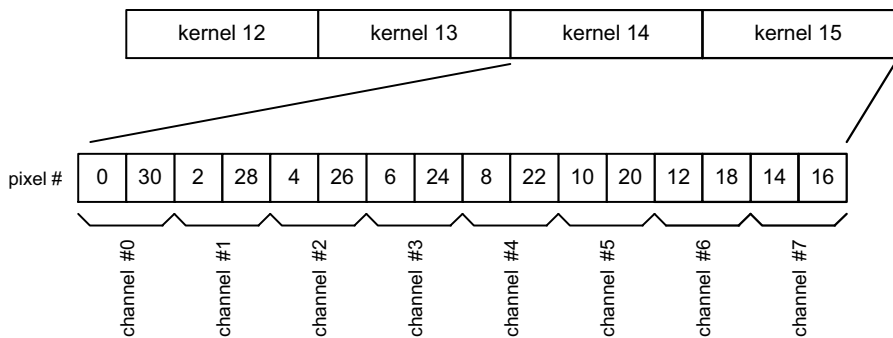 kernel 12 kernel 13 kernel 14 kernel 15
pixel # 0 30 2 28 4 26 6 24 8 22 10 20 12 18 14 16
channel #0 channel #1 channel #2 channel #3 channel #4 channel #5 channel #6 channel #7